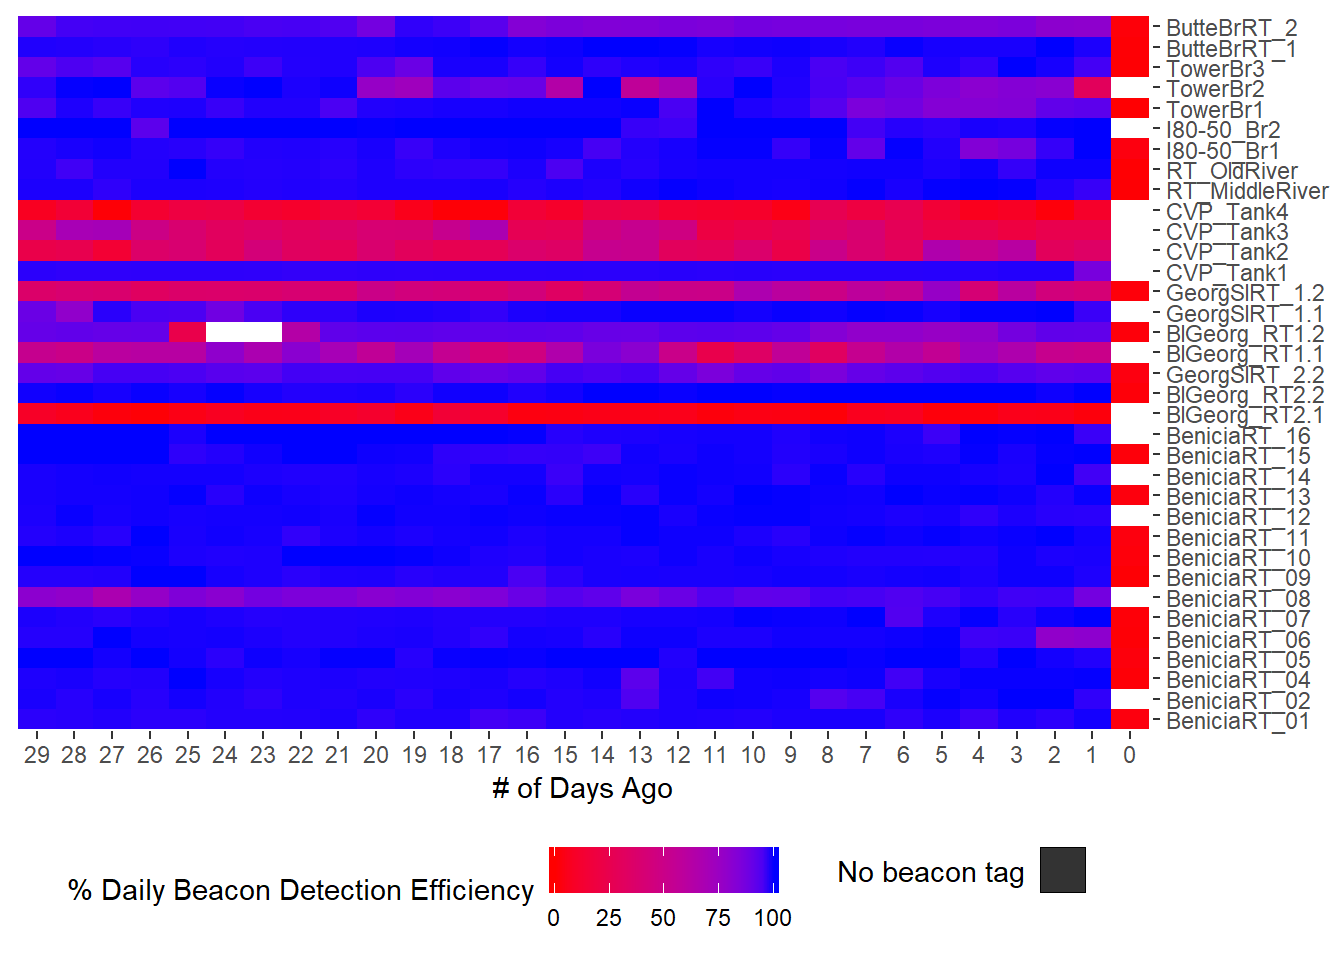 ButteBrRT_2
ButteBrRT_1
TowerBr3
TowerBr2
TowerBr1
I80-50_Br2
I80-50_Br1
RT_OldRiver
RT_MiddleRiver
CVP_Tank4
CVP_Tank3
CVP_Tank2
CVP_Tank1
GeorgSlRT_1.2
GeorgSlRT_1.1
BlGeorg_RT1.2
BlGeorg_RT1.1
GeorgSlRT_2.2
BlGeorg_RT2.2
BlGeorg_RT2.1
BeniciaRT_16
BeniciaRT_15
BeniciaRT_14
BeniciaRT_13
BeniciaRT_12
BeniciaRT_11
BeniciaRT_10
BeniciaRT_09
BeniciaRT_08
BeniciaRT_07
BeniciaRT_06
BeniciaRT_05
BeniciaRT_04
BeniciaRT_02
BeniciaRT_01
29 28 27 26 25 24 23 22 21 20 19 18 17 16 15 14 13 12 11 10 9 8 7 6 5 4 3 2 1 0
# of Days Ago
% Daily Beacon Detection Efficiency
0 25 50 75 100
No beacon tag